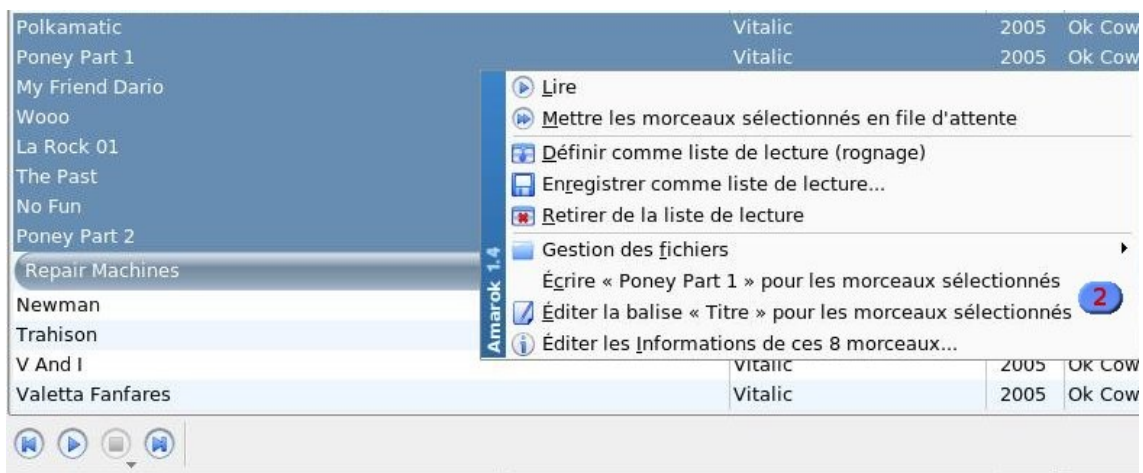 Polkamatic Vitalic 2005 Ok Cow
Poney Part 1 Vitalic 2005 Ok Cow
My Friend Dario
Wooo
La Rock 01
The Past
No Fun
Poney Part 2
Repair Machines
Newman
Trahison
V And I Vitalic 2005 Ok Cow
Valetta Fanfares Vitalic 2005 Ok Cow
Amarok 1.4
Lire
Mettre les morceaux sélectionnés en file d'attente
Définir comme liste de lecture (rognage)
Enregistrer comme liste de lecture...
Retirer de la liste de lecture
Gestion des fichiers
Écrire « Poney Part 1 » pour les morceaux sélectionnés
Éditer la balise « Titre » pour les morceaux sélectionnés
Éditer les Informations de ces 8 morceaux...
2